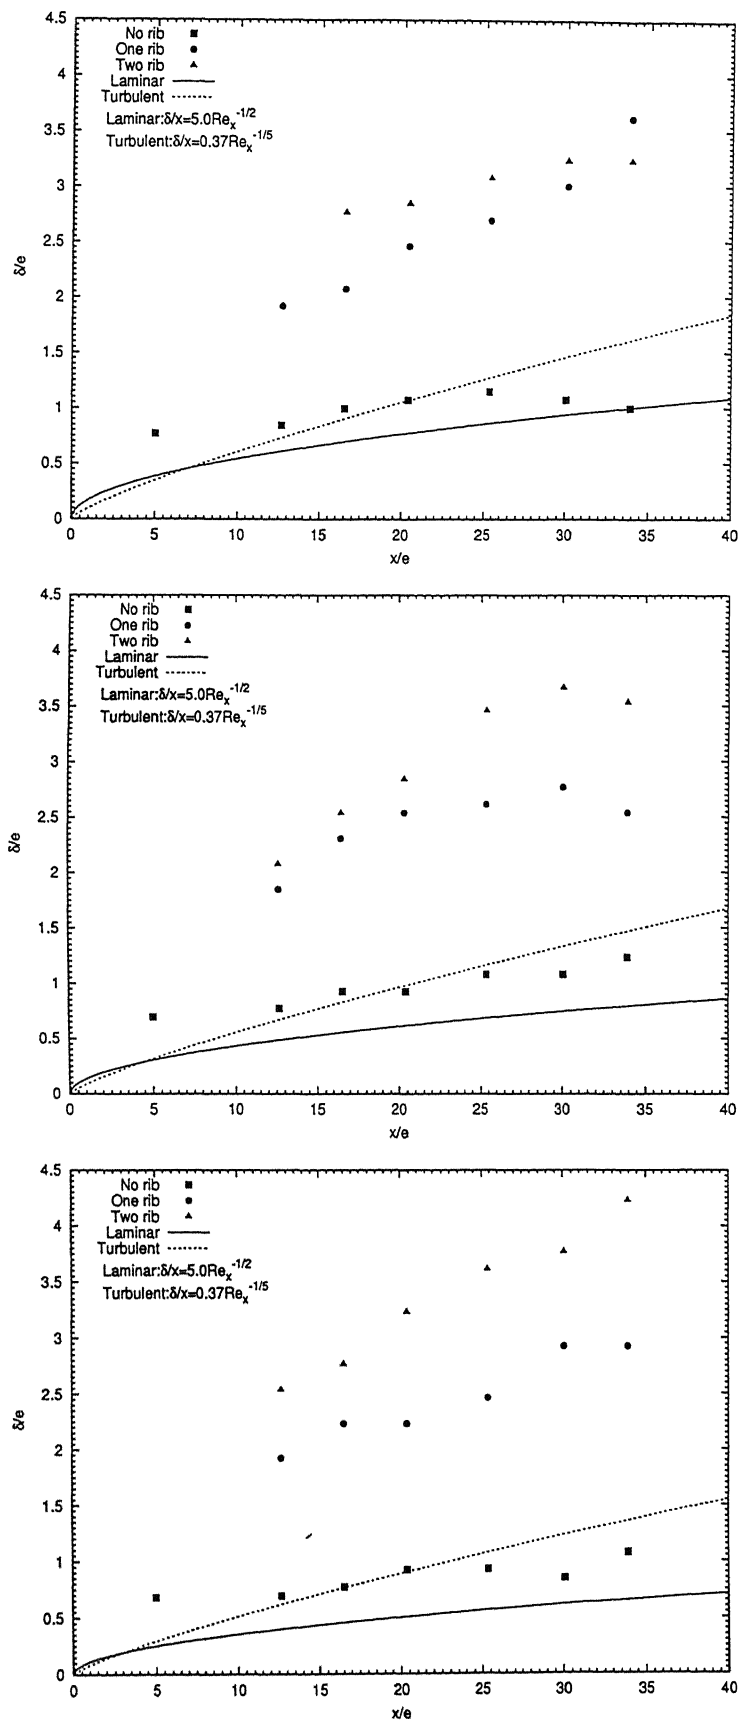 4.5
No rib
One rib
4
Two rib
Laminar
Turbulent
Laminar:δ/x=5.0Reₓ⁻¹/²
3.5
Turbulent:δ/x=0.37Reₓ⁻¹/⁵
3
2.5
δ/e
2
1.5
1
0.5
0
0 5 10 15 20 25 30 35 40
x/e
4.5
No rib
One rib
4
Two rib
Laminar
Turbulent
Laminar:δ/x=5.0Reₓ⁻¹/²
3.5
Turbulent:δ/x=0.37Reₓ⁻¹/⁵
3
2.5
δ/e
2
1.5
1
0.5
0
0 5 10 15 20 25 30 35 40
x/e
4.5
No rib
One rib
4
Two rib
Laminar
Turbulent
Laminar:δ/x=5.0Reₓ⁻¹/²
3.5
Turbulent:δ/x=0.37Reₓ⁻¹/⁵
3
2.5
δ/e
2
1.5
1
0.5
0
0 5 10 15 20 25 30 35 40
x/e